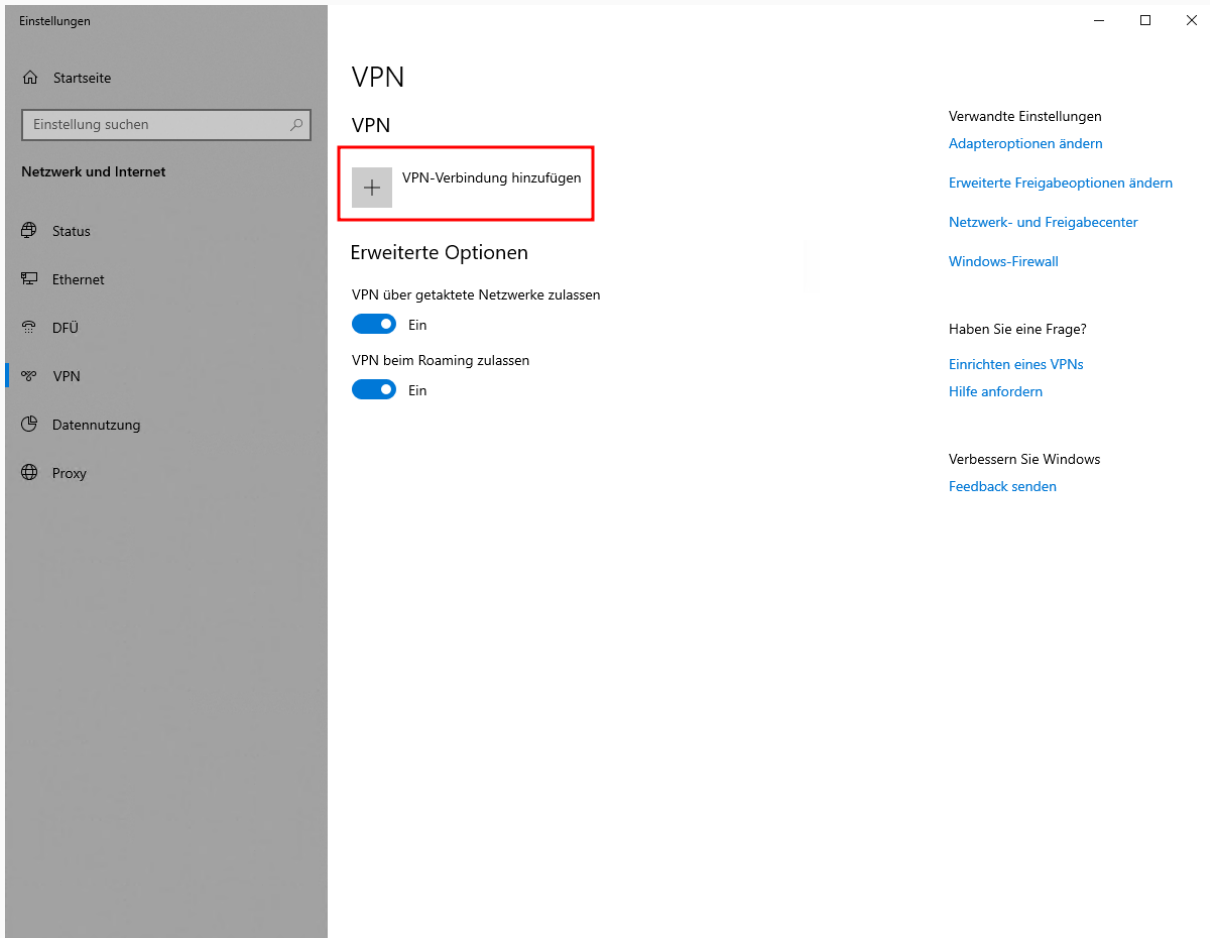 Einstellungen
Startseite
Einstellung suchen
Netzwerk und Internet
Status
Ethernet
DFÜ
VPN
Datennutzung
Proxy
VPN
VPN
VPN-Verbindung hinzufügen
Erweiterte Optionen
VPN über getaktete Netzwerke zulassen
Ein
VPN beim Roaming zulassen
Ein
Verwandte Einstellungen
Adapteroptionen ändern
Erweiterte Freigabeoptionen ändern
Netzwerk- und Freigabecenter
Windows-Firewall
Haben Sie eine Frage?
Einrichten eines VPNs
Hilfe anfordern
Verbessern Sie Windows
Feedback senden